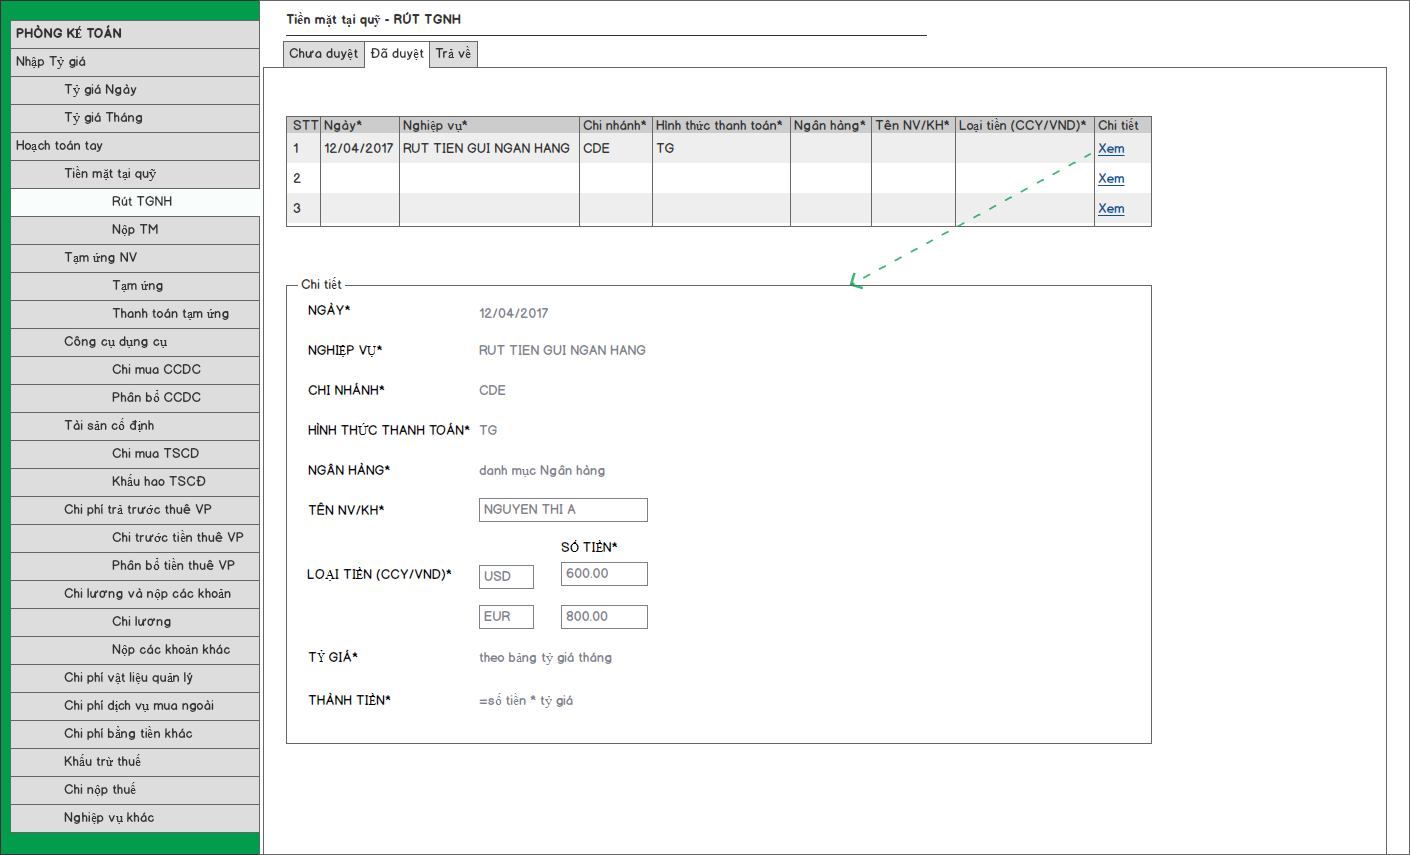 PHÒNG KẾ TOÁN
Nhập Tỷ giá
Tỷ giá Ngày
Tỷ giá Tháng
Hoạch toán tay
Tiền mặt tại quỹ
Rút TGNH
Nộp TM
Tạm ứng NV
Tạm ứng
Thanh toán tạm ứng
Công cụ dụng cụ
Chi mua CCDC
Phân bổ CCDC
Tài sản cố định
Chi mua TSCD
Khấu hao TSCĐ
Chi phí trả trước thuê VP
Chi trước tiền thuê VP
Phân bổ tiền thuê VP
Chi lương và nộp các khoản
Chi lương
Nộp các khoản khác
Chi phí vật liệu quản lý
Chi phí dịch vụ mua ngoài
Chi phí bằng tiền khác
Khấu trừ thuế
Chi nộp thuế
Nghiệp vụ khác
Tiền mặt tại quỹ - RÚT TGNH
Chưa duyệt Đã duyệt Trả về
STT Ngày* Nghiệp vụ* Chi nhánh* Hình thức thanh toán* Ngân hàng* Tên NV/KH* Loại tiền (CCY/VND)* Chi tiết
1 12/04/2017 RUT TIEN GUI NGAN HANG CDE TG Xem
2 Xem
3 Xem
Chi tiết
NGÀY* 12/04/2017
NGHIỆP VỤ* RUT TIEN GUI NGAN HANG
CHI NHÁNH* CDE
HÌNH THỨC THANH TOÁN* TG
NGÂN HÀNG* danh mục Ngân hàng
TÊN NV/KH* NGUYEN THI A
SỐ TIỀN*
LOẠI TIỀN (CCY/VND)* USD 600.00
EUR 800.00
TỶ GIÁ* theo bảng tỷ giá tháng
THÀNH TIỀN* =số tiền * tỷ giá